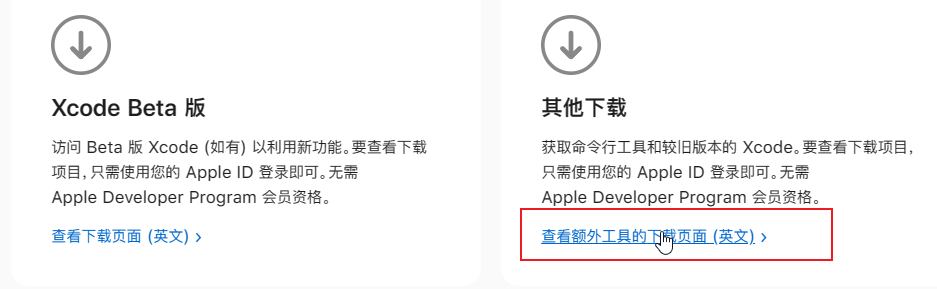 Xcode Beta 版
访问 Beta 版 Xcode (如有) 以利用新功能。要查看下载
项目，只需使用您的 Apple ID 登录即可。无需
Apple Developer Program 会员资格。
查看下载页面 (英文) ›
其他下载
获取命令行工具和较旧版本的 Xcode。要查看下载项目，
只需使用您的 Apple ID 登录即可。无需
Apple Developer Program 会员资格。
查看额外工具的下载页面 (英文) ›